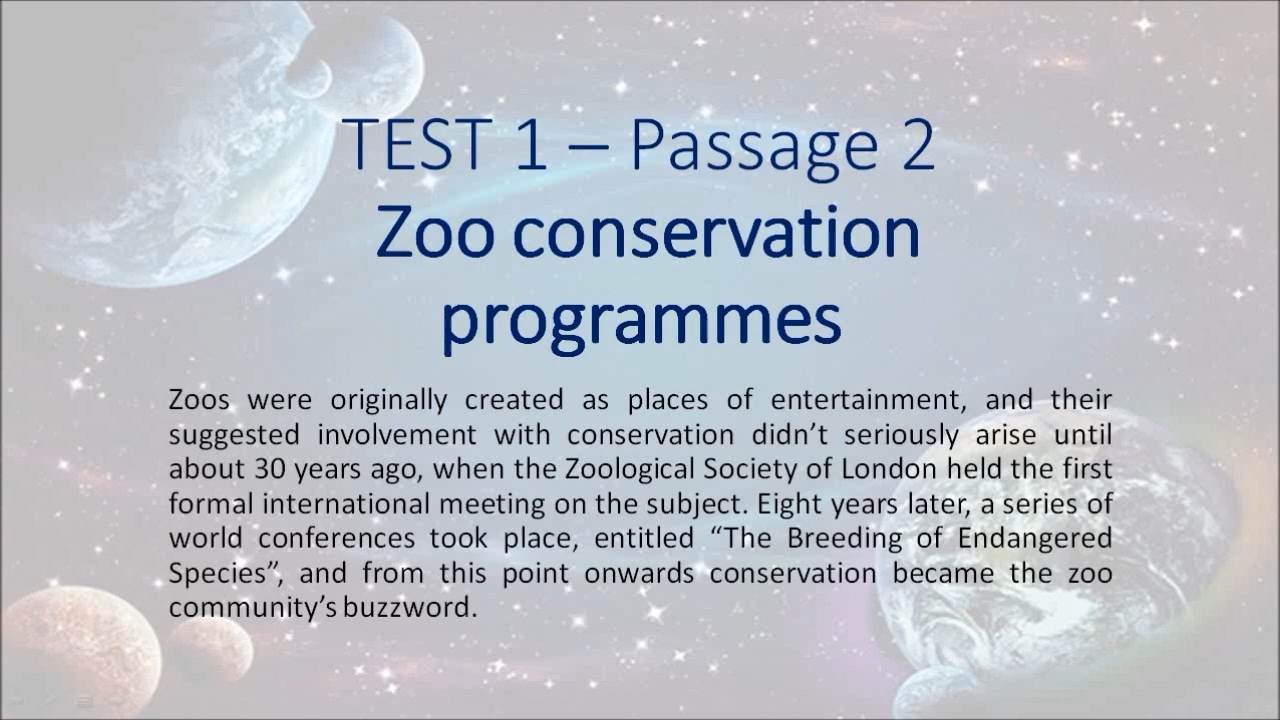 TEST 1 – Passage 2
Zoo conservation
programmes
Zoos were originally created as places of entertainment, and their
suggested involvement with conservation didn’t seriously arise until
about 30 years ago, when the Zoological Society of London held the first
formal international meeting on the subject. Eight years later, a series of
world conferences took place, entitled “The Breeding of Endangered
Species”, and from this point onwards conservation became the zoo
community’s buzzword.